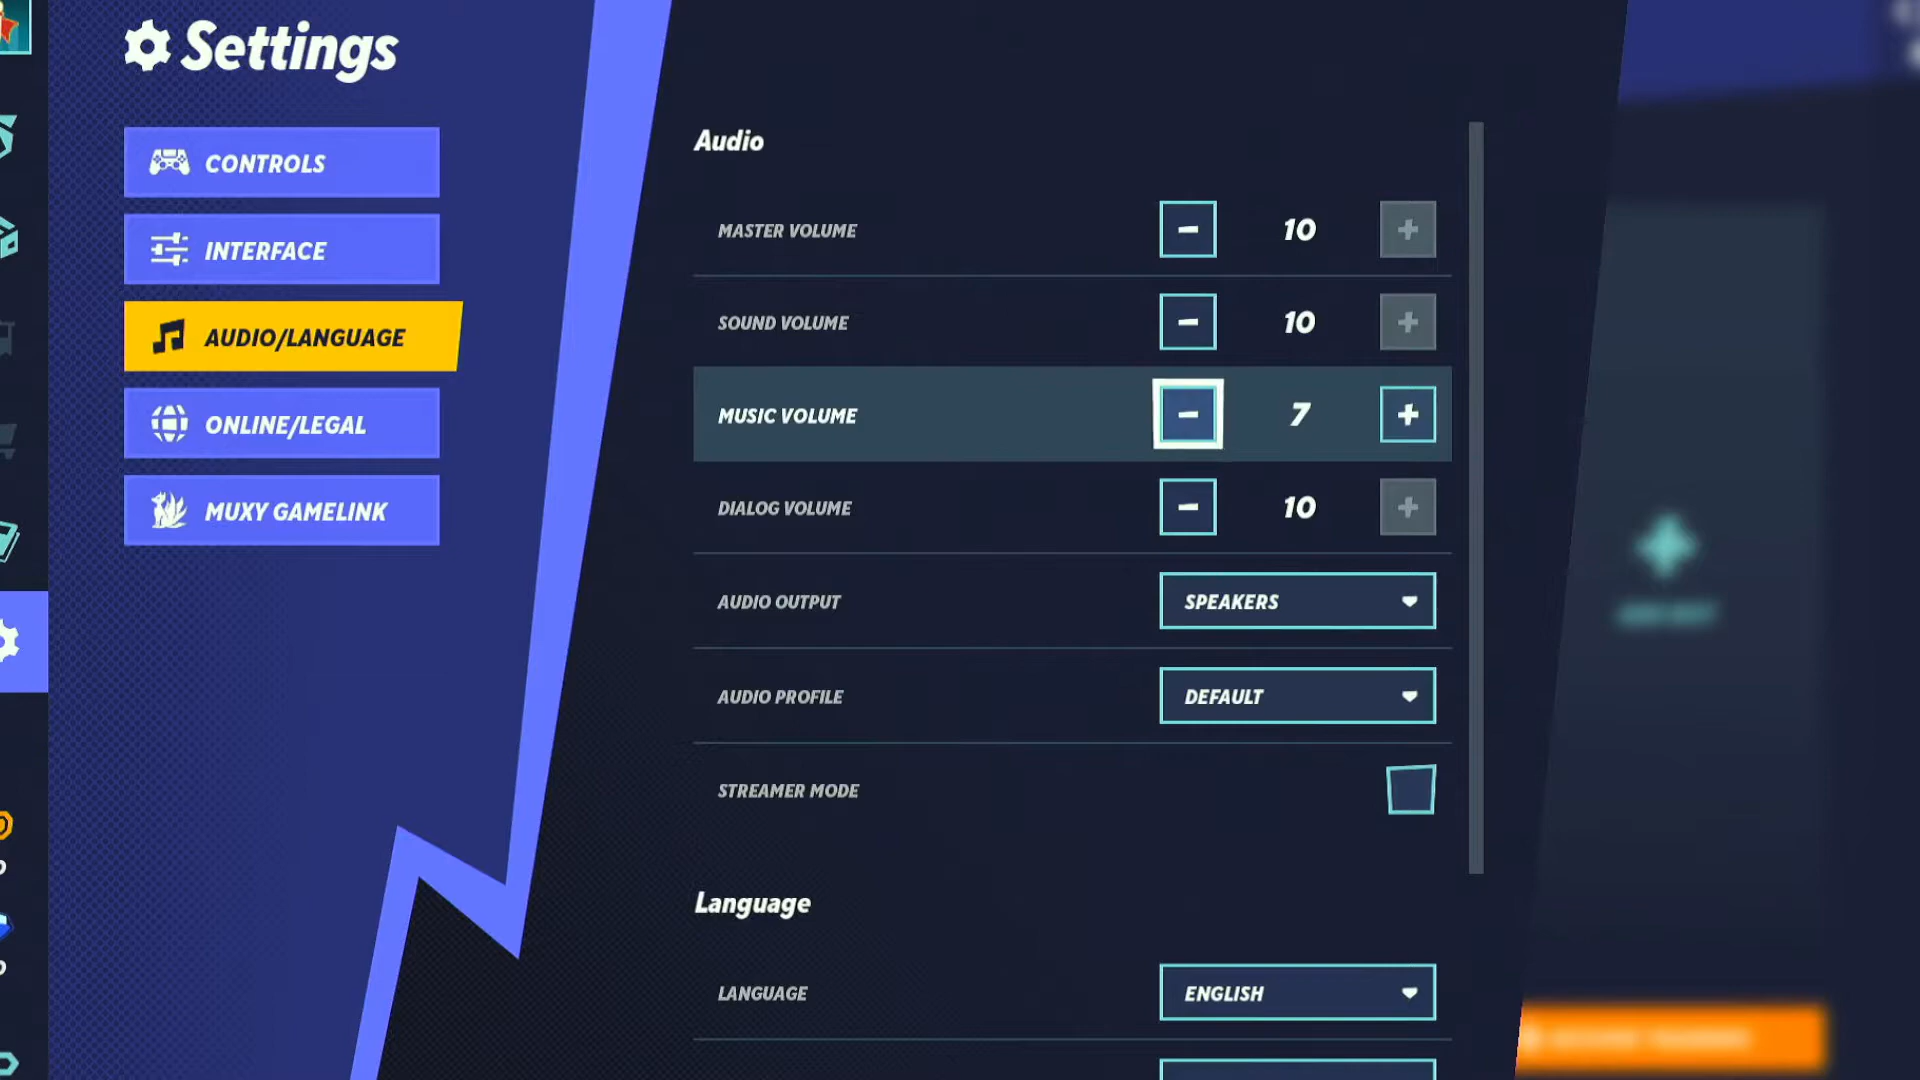 Settings
CONTROLS
INTERFACE
AUDIO/LANGUAGE
ONLINE/LEGAL
MUXY GAMELINK
Audio
MASTER VOLUME - 10 +
SOUND VOLUME - 10 +
MUSIC VOLUME - 7 +
DIALOG VOLUME - 10 +
AUDIO OUTPUT SPEAKERS
AUDIO PROFILE DEFAULT
STREAMER MODE
Language
LANGUAGE ENGLISH